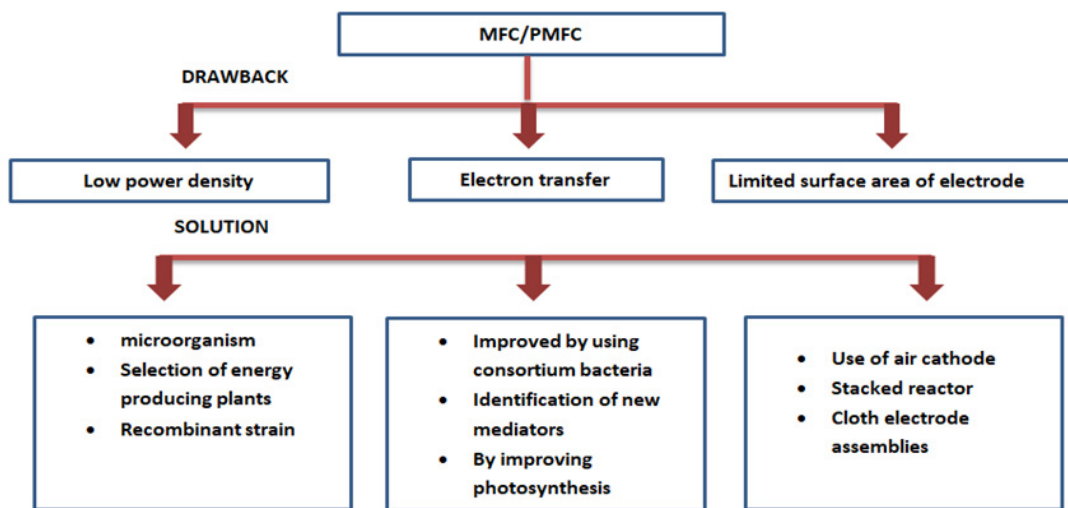 MFC/PMFC
DRAWBACK
Low power density
Electron transfer
Limited surface area of electrode
SOLUTION
• microorganism
• Selection of energy
producing plants
• Recombinant strain
• Improved by using
consortium bacteria
• Identification of new
mediators
• By improving
photosynthesis
• Use of air cathode
• Stacked reactor
• Cloth electrode
assemblies